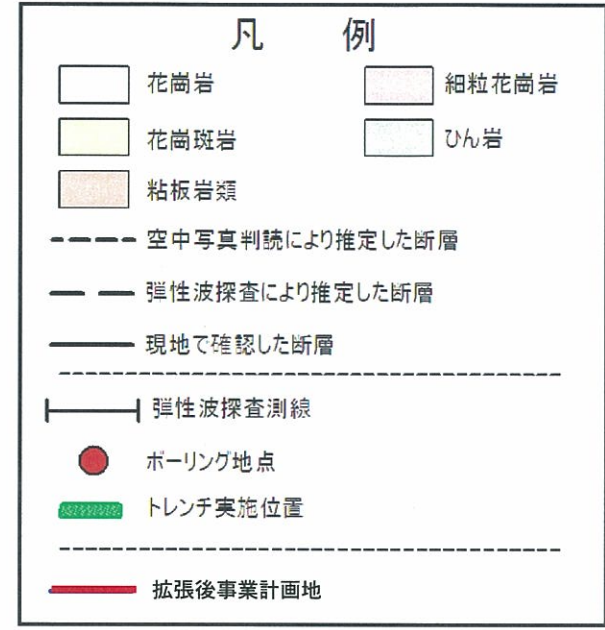 凡 例
花崗岩 細粒花崗岩
花崗斑岩 ひん岩
粘板岩類
空中写真判読により推定した断層
弾性波探査により推定した断層
現地で確認した断層
弾性波探査測線
ボーリング地点
トレンチ実施位置
拡張後事業計画地